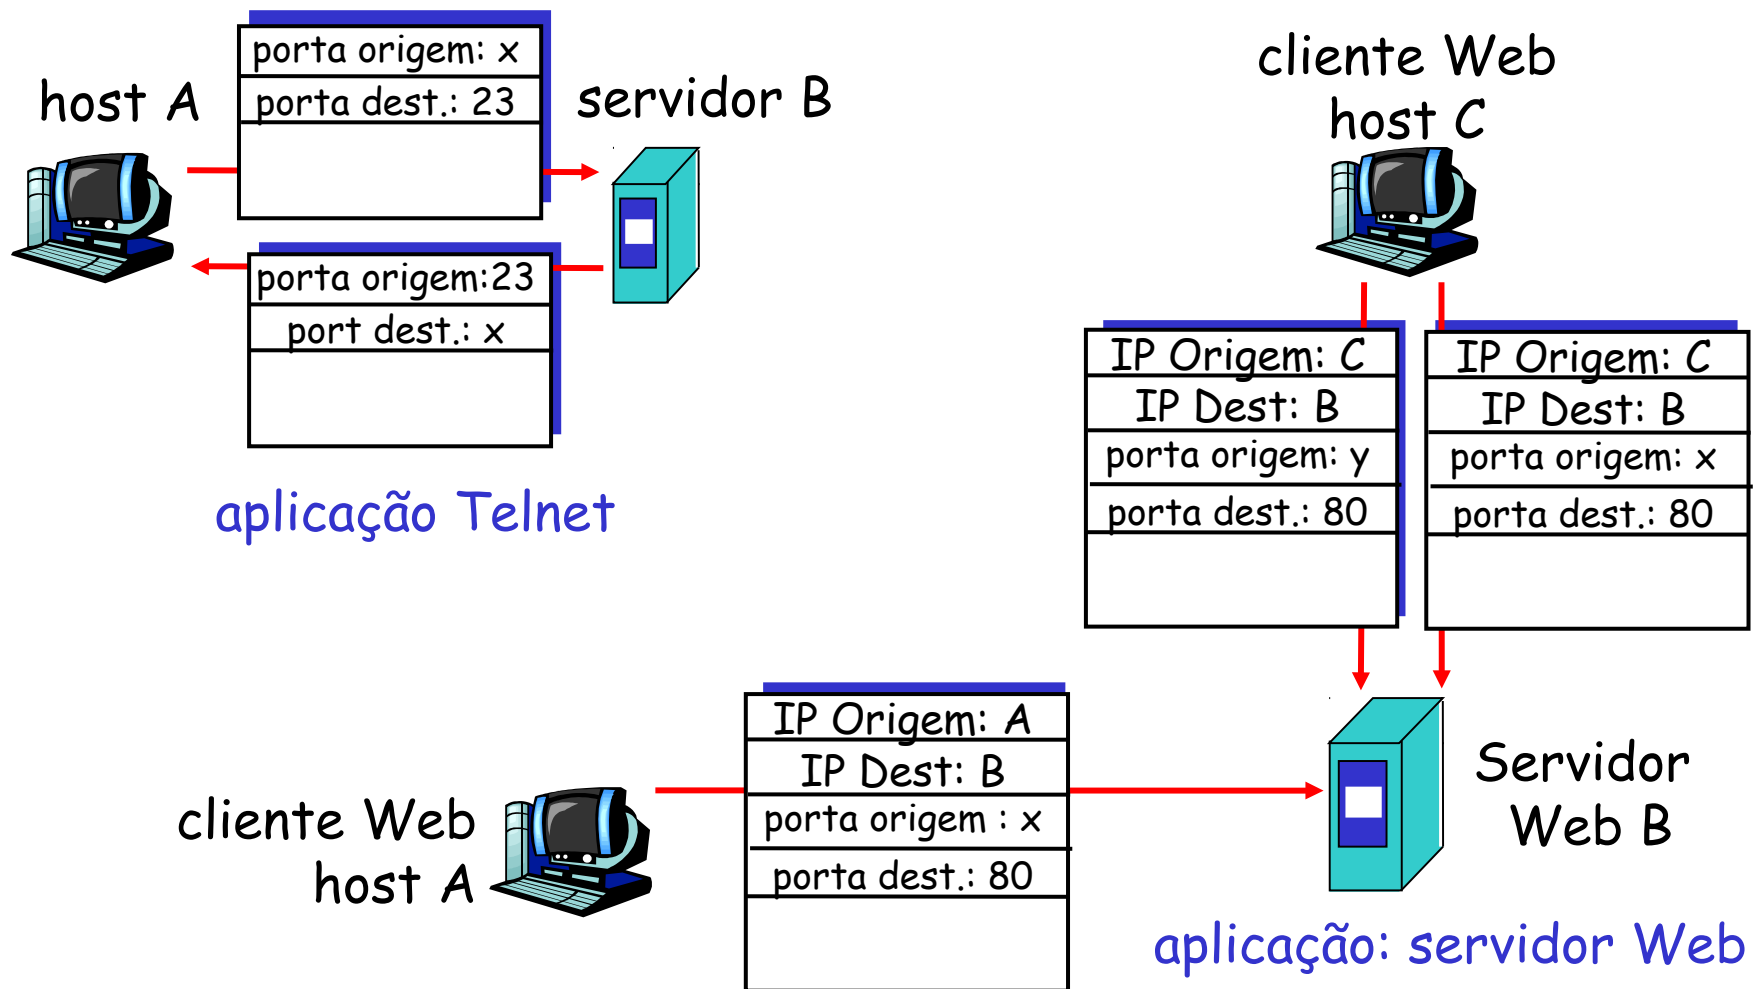 host A
porta origem: x
porta dest.: 23
servidor B
porta origem:23
port dest.: x
aplicação Telnet
cliente Web
host C
IP Origem: C
IP Dest: B
porta origem: y
porta dest.: 80
IP Origem: C
IP Dest: B
porta origem: x
porta dest.: 80
cliente Web
host A
IP Origem: A
IP Dest: B
porta origem : x
porta dest.: 80
Servidor
Web B
aplicação: servidor Web